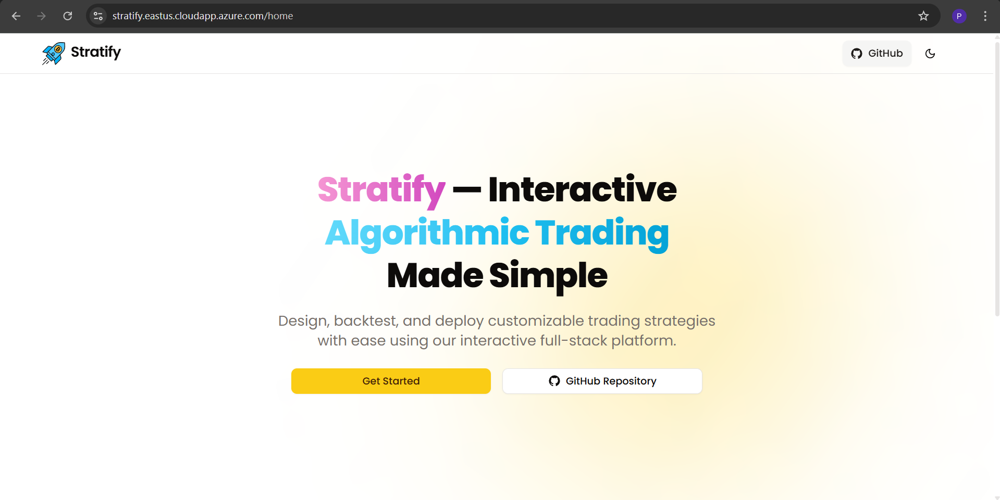 stratify.eastus.cloudapp.azure.com/home
P
Stratify
GitHub
Stratify — Interactive
Algorithmic Trading
Made Simple
Design, backtest, and deploy customizable trading strategies
with ease using our interactive full-stack platform.
Get Started
GitHub Repository